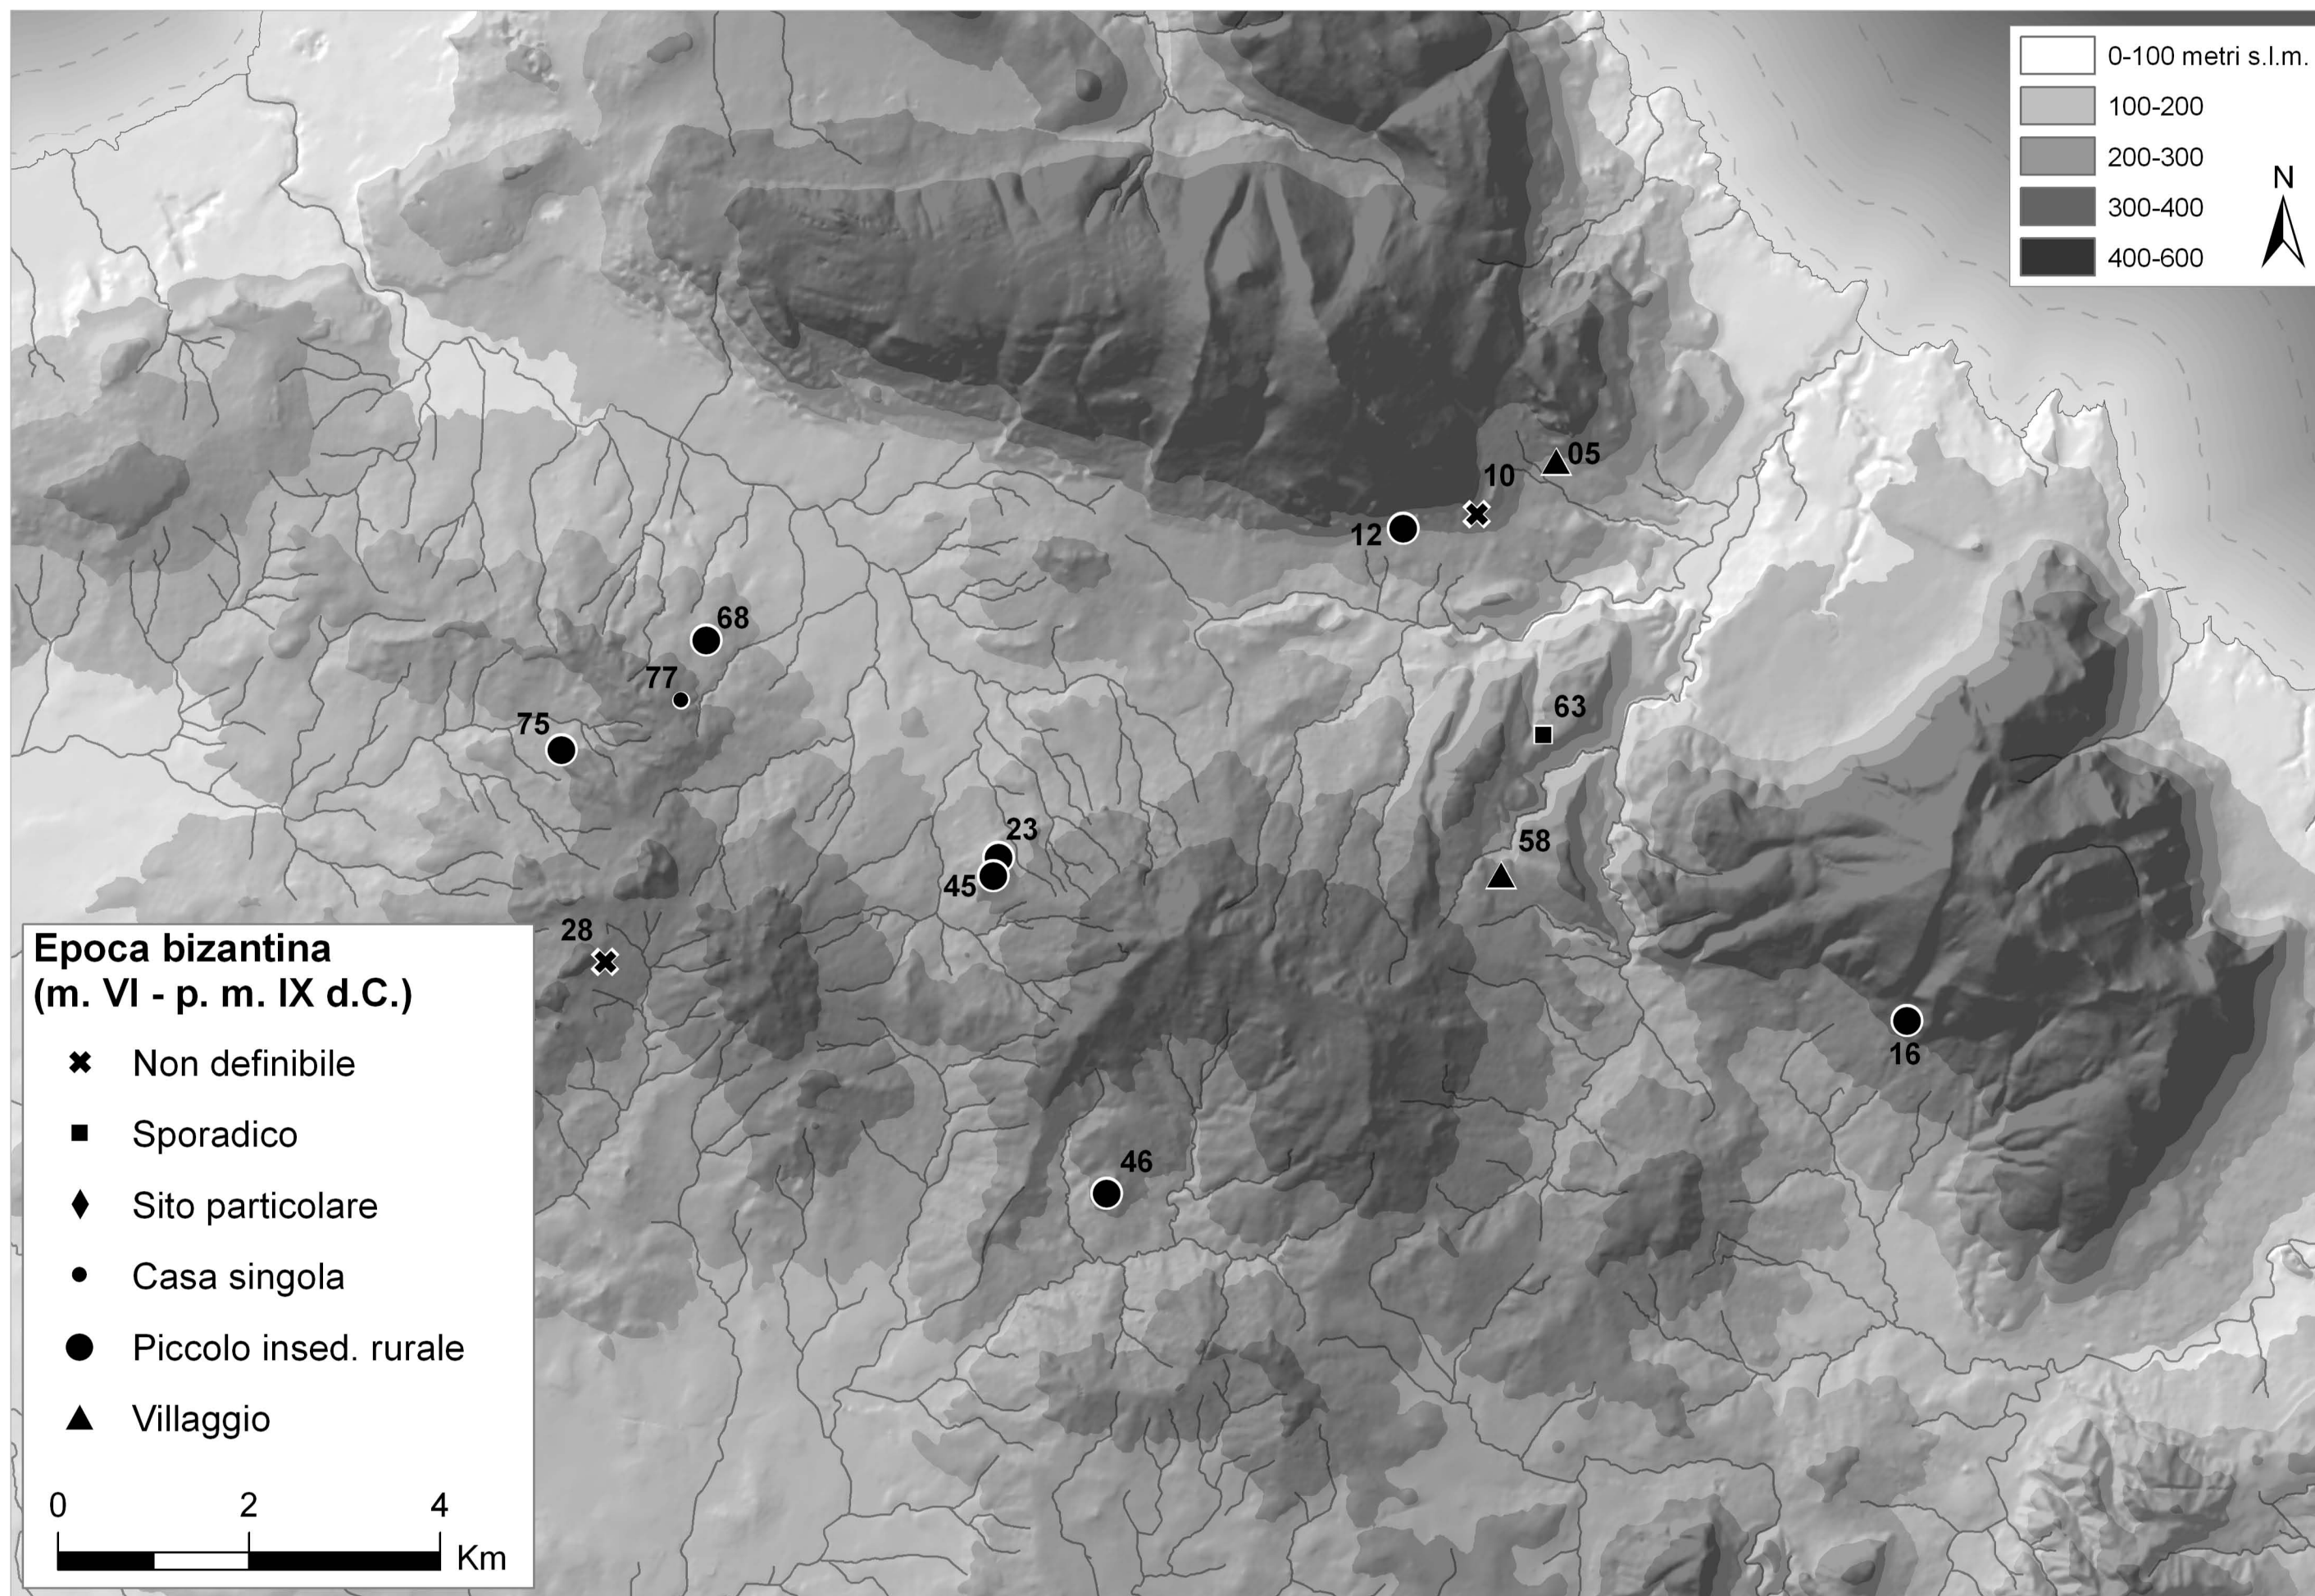 0-100 metri s.l.m.
100-200
200-300
300-400
400-600
N
05
10
12
68
77
75
63
23
45
58
28
16
46
Epoca bizantina
(m. VI - p. m. IX d.C.)
Non definibile
Sporadico
Sito particolare
Casa singola
Piccolo insed. rurale
Villaggio
0 2 4
Km